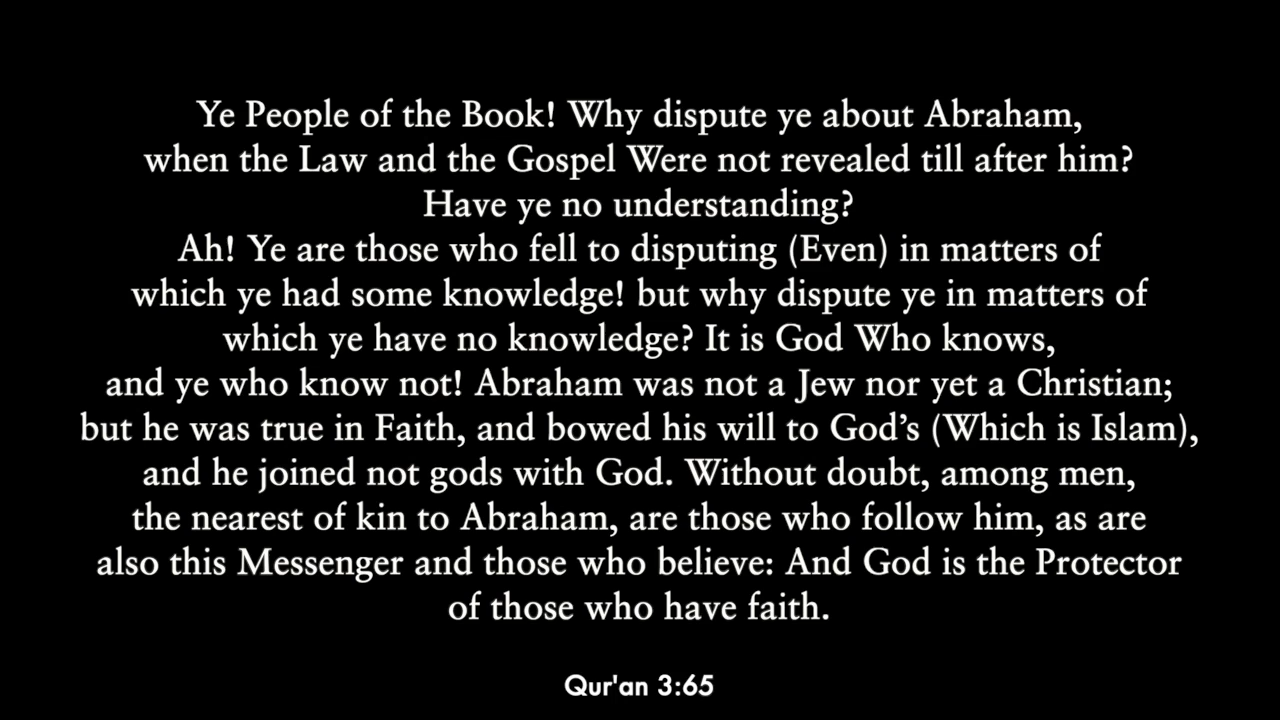 Ye People of the Book! Why dispute ye about Abraham,
when the Law and the Gospel Were not revealed till after him?
Have ye no understanding?
Ah! Ye are those who fell to disputing (Even) in matters of
which ye had some knowledge! but why dispute ye in matters of
which ye have no knowledge? It is God Who knows,
and ye who know not! Abraham was not a Jew nor yet a Christian;
but he was true in Faith, and bowed his will to God’s (Which is Islam),
and he joined not gods with God. Without doubt, among men,
the nearest of kin to Abraham, are those who follow him, as are
also this Messenger and those who believe: And God is the Protector
of those who have faith.
Qur'an 3:65